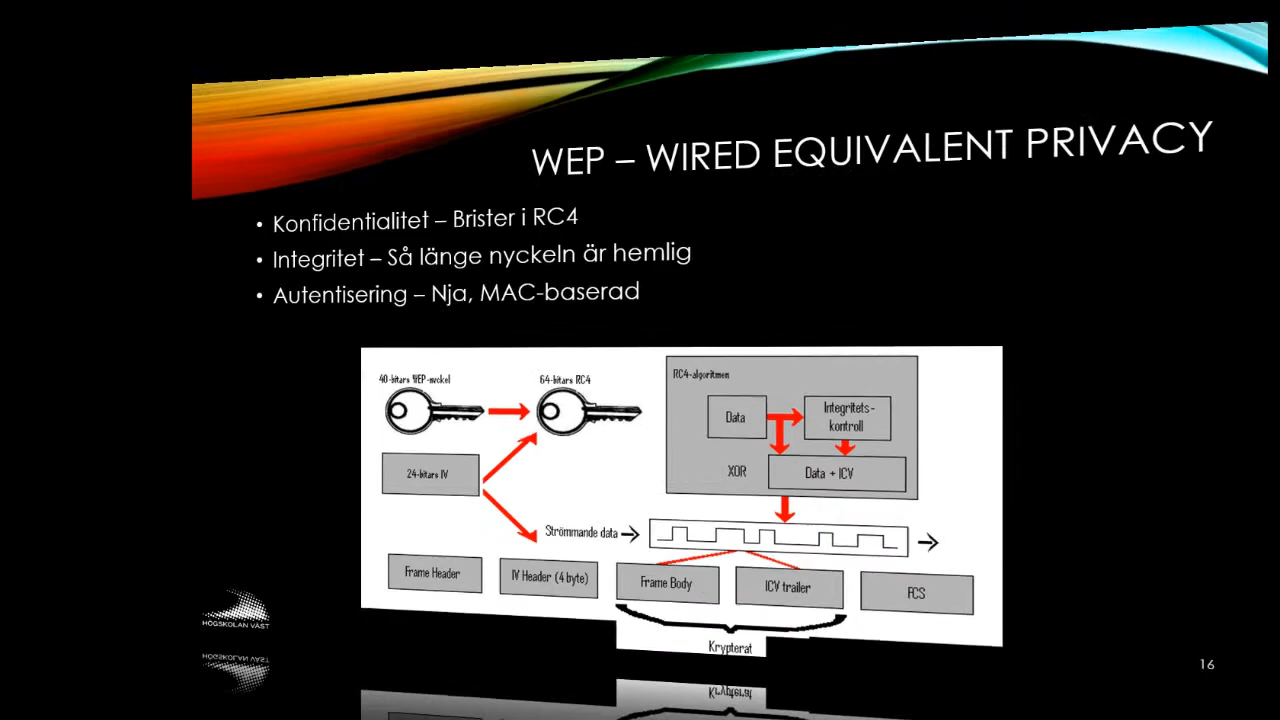 WEP – WIRED EQUIVALENT PRIVACY
• Konfidentialitet – Brister i RC4
• Integritet – Så länge nyckeln är hemlig
• Autentisering – Nja, MAC-baserad
40-bitars WEP-nyckel
64-bitars RC4
RC4-algoritmen
Data
Integritets-
kontroll
24-bitars IV
XOR
Data + ICV
Strömmande data
Frame Header
IV Header (4 byte)
Frame Body
ICV trailer
FCS
Krypterat
HÖGSKOLAN VÄST
16